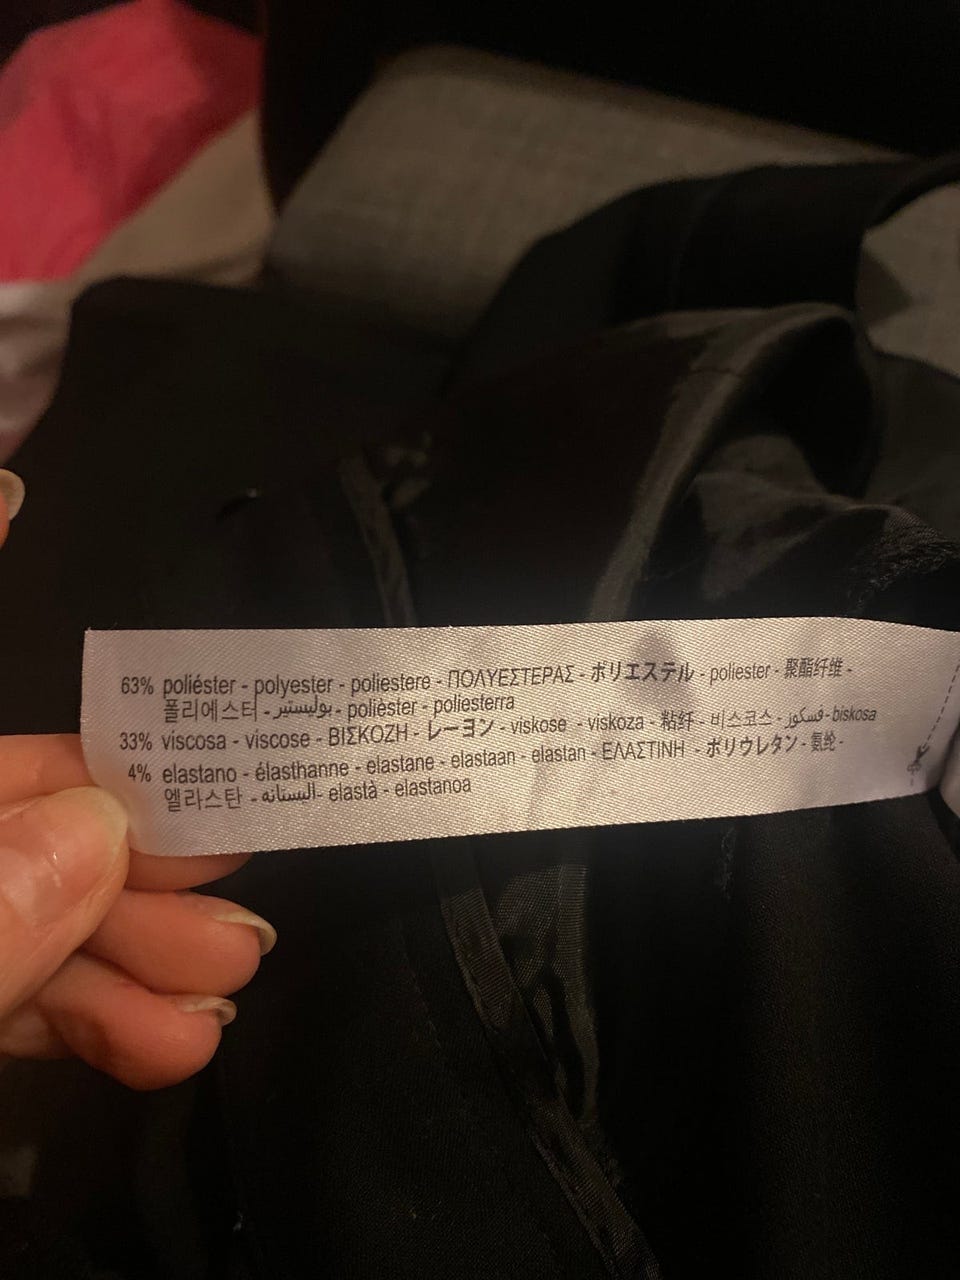 63% poliéster - polyester - poliestere - ΠΟΛΥΕΣΤΕΡΑΣ - ポリエステル - poliester - 聚酯纤维 -
폴리에스터 - بوليستير - polièster - poliesterra
33% viscosa - viscose - ΒΙΣΚΟΖΗ - レーヨン - viskose - viskoza - 粘纤 - 비스코스 - فسكوز - biskosa
4% elastano - élasthanne - elastane - elastaan - elastan - ΕΛΑΣΤΙΝΗ - ポリウレタン - 氨纶 -
엘라스탄 - البستانه - elastà - elastanoa